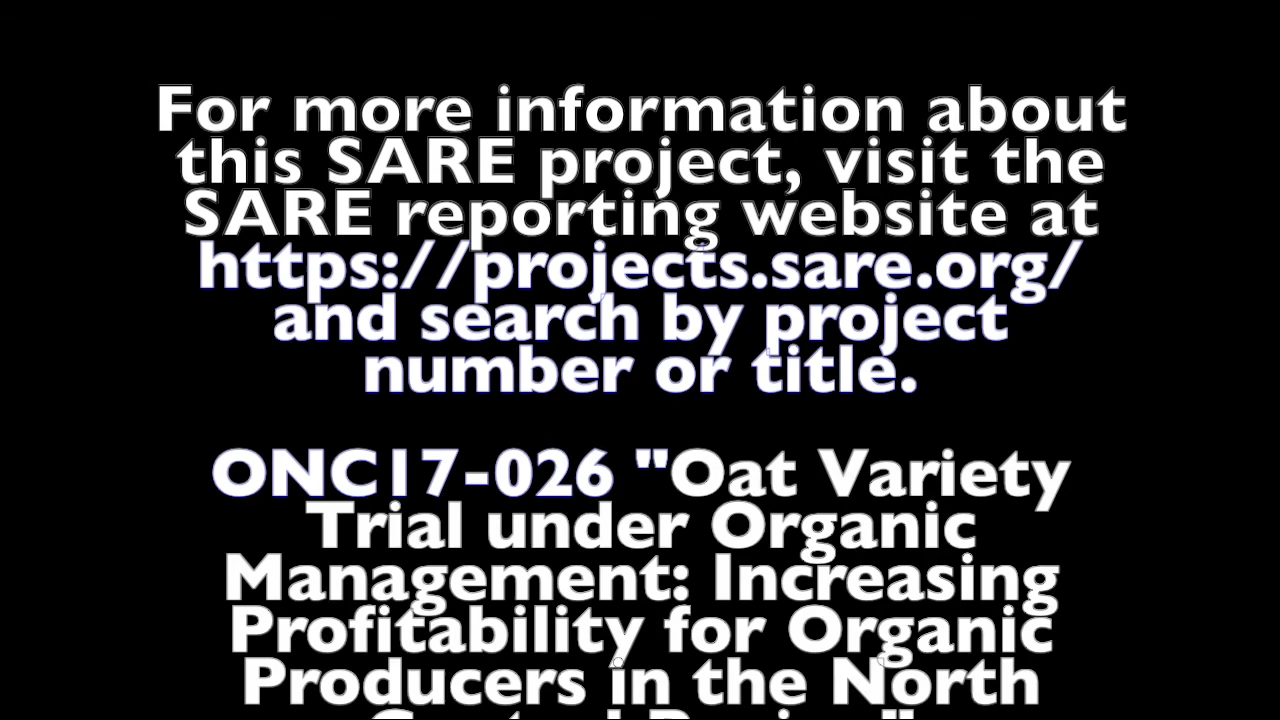 For more information about
this SARE project, visit the
SARE reporting website at
https://projects.sare.org/
and search by project
number or title.
ONC17-026 "Oat Variety
Trial under Organic
Management: Increasing
Profitability for Organic
Producers in the North